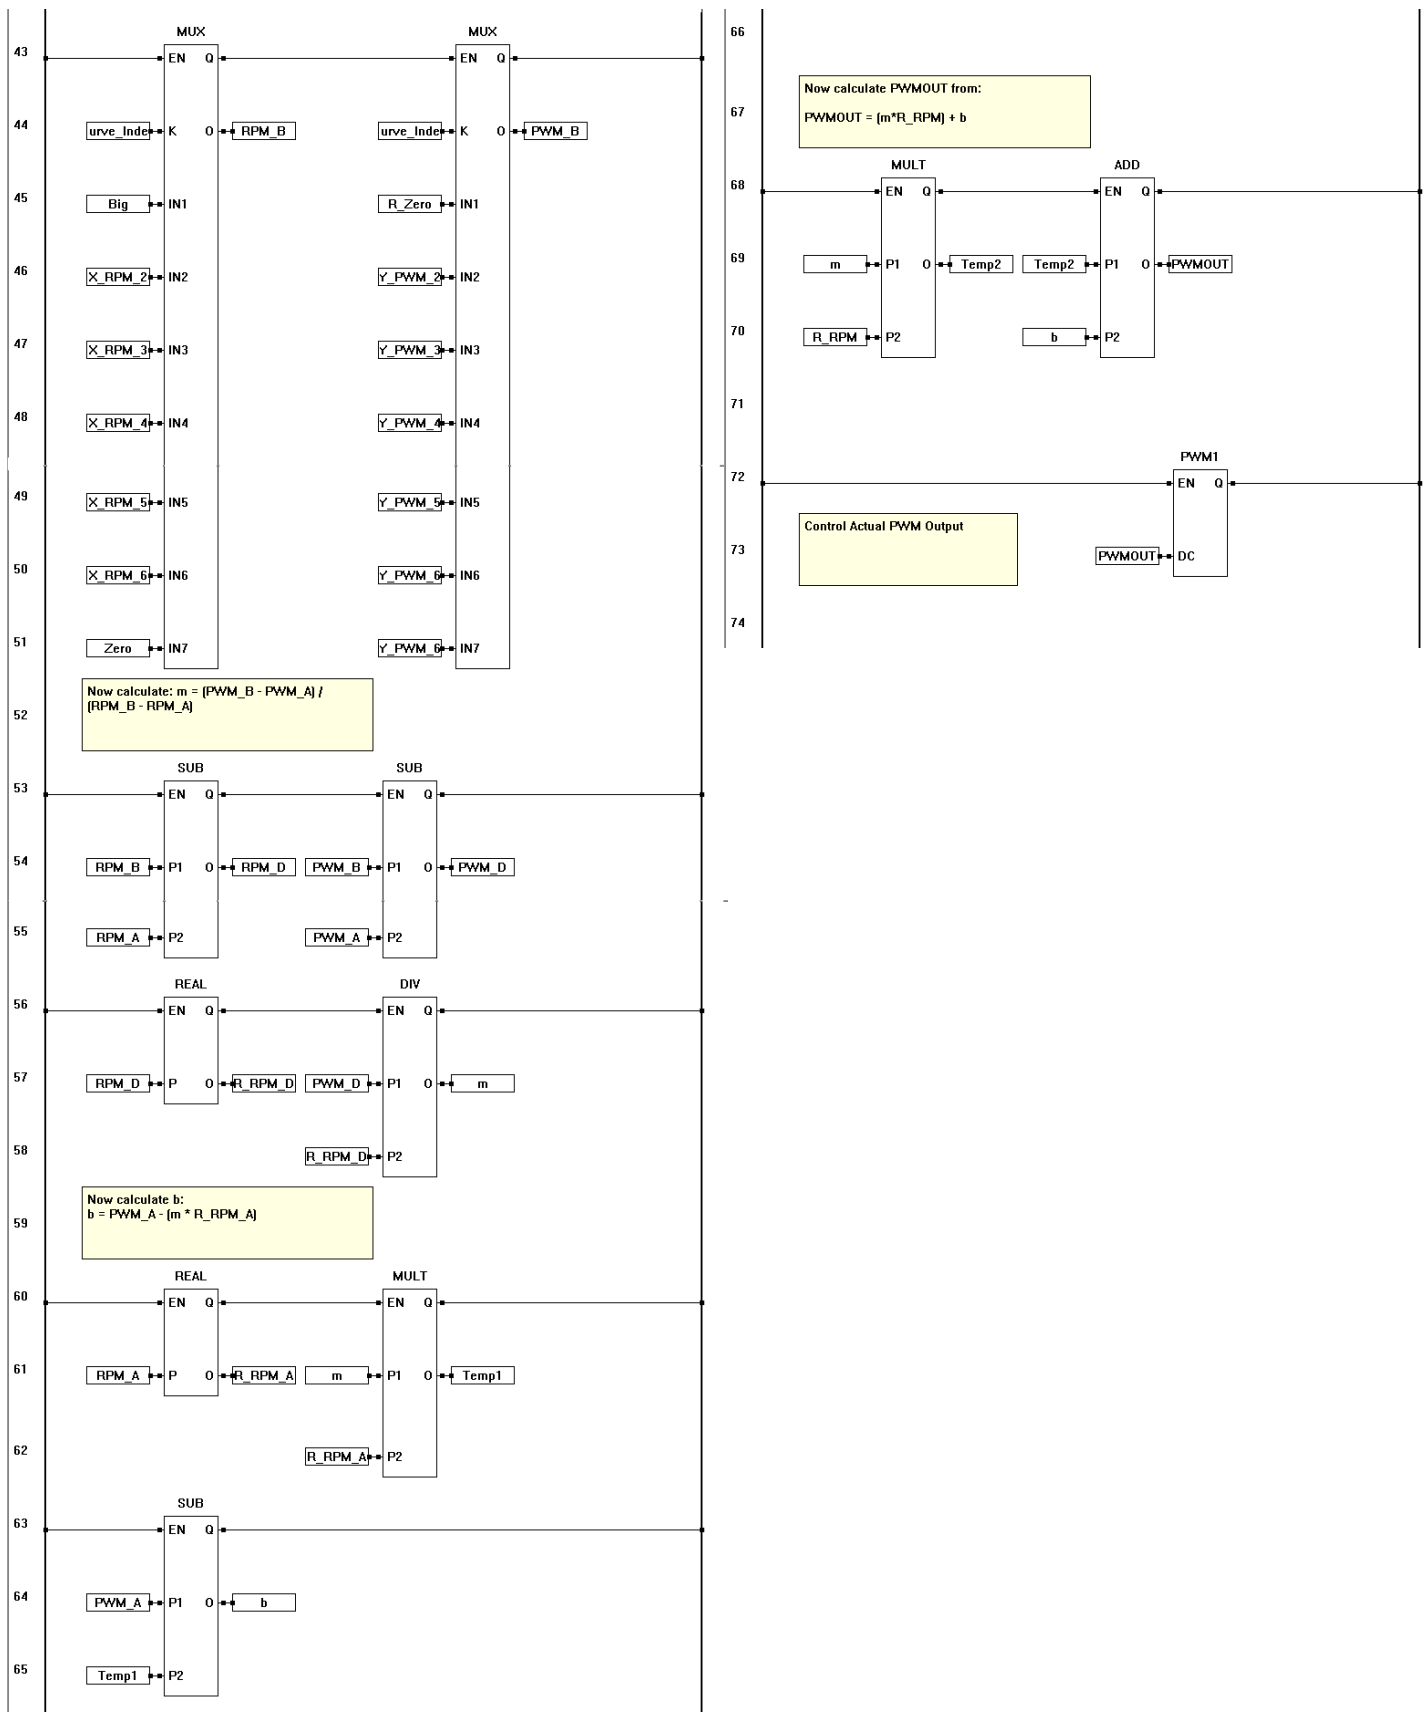 MUX MUX
43 EN Q EN Q
44 urve_Inde K O RPM_B urve_Inde K O PWM_B
45 Big IN1 R_Zero IN1
46 X_RPM_2 IN2 Y_PWM_2 IN2
47 X_RPM_3 IN3 Y_PWM_3 IN3
48 X_RPM_4 IN4 Y_PWM_4 IN4
49 X_RPM_5 IN5 Y_PWM_5 IN5
50 X_RPM_6 IN6 Y_PWM_6 IN6
51 Zero IN7 Y_PWM_6 IN7
Now calculate: m = (PWM_B - PWM_A) /
(RPM_B - RPM_A)
52
SUB SUB
53 EN Q EN Q
54 RPM_B P1 O RPM_D PWM_B P1 O PWM_D
55 RPM_A P2 PWM_A P2
REAL DIV
56 EN Q EN Q
57 RPM_D P O R_RPM_D PWM_D P1 O m
58 R_RPM_D P2
Now calculate b:
b = PWM_A - (m * R_RPM_A)
59
REAL MULT
60 EN Q EN Q
61 RPM_A P O R_RPM_A m P1 O Temp1
62 R_RPM_A P2
SUB
63 EN Q
64 PWM_A P1 O b
65 Temp1 P2
66
Now calculate PWMOUT from:
67
PWMOUT = (m*R_RPM) + b
MULT ADD
68 EN Q EN Q
69 m P1 O Temp2 Temp2 P1 O PWMOUT
70 R_RPM P2 b P2
71
PWM1
72 EN Q
Control Actual PWM Output
73 PWMOUT DC
74